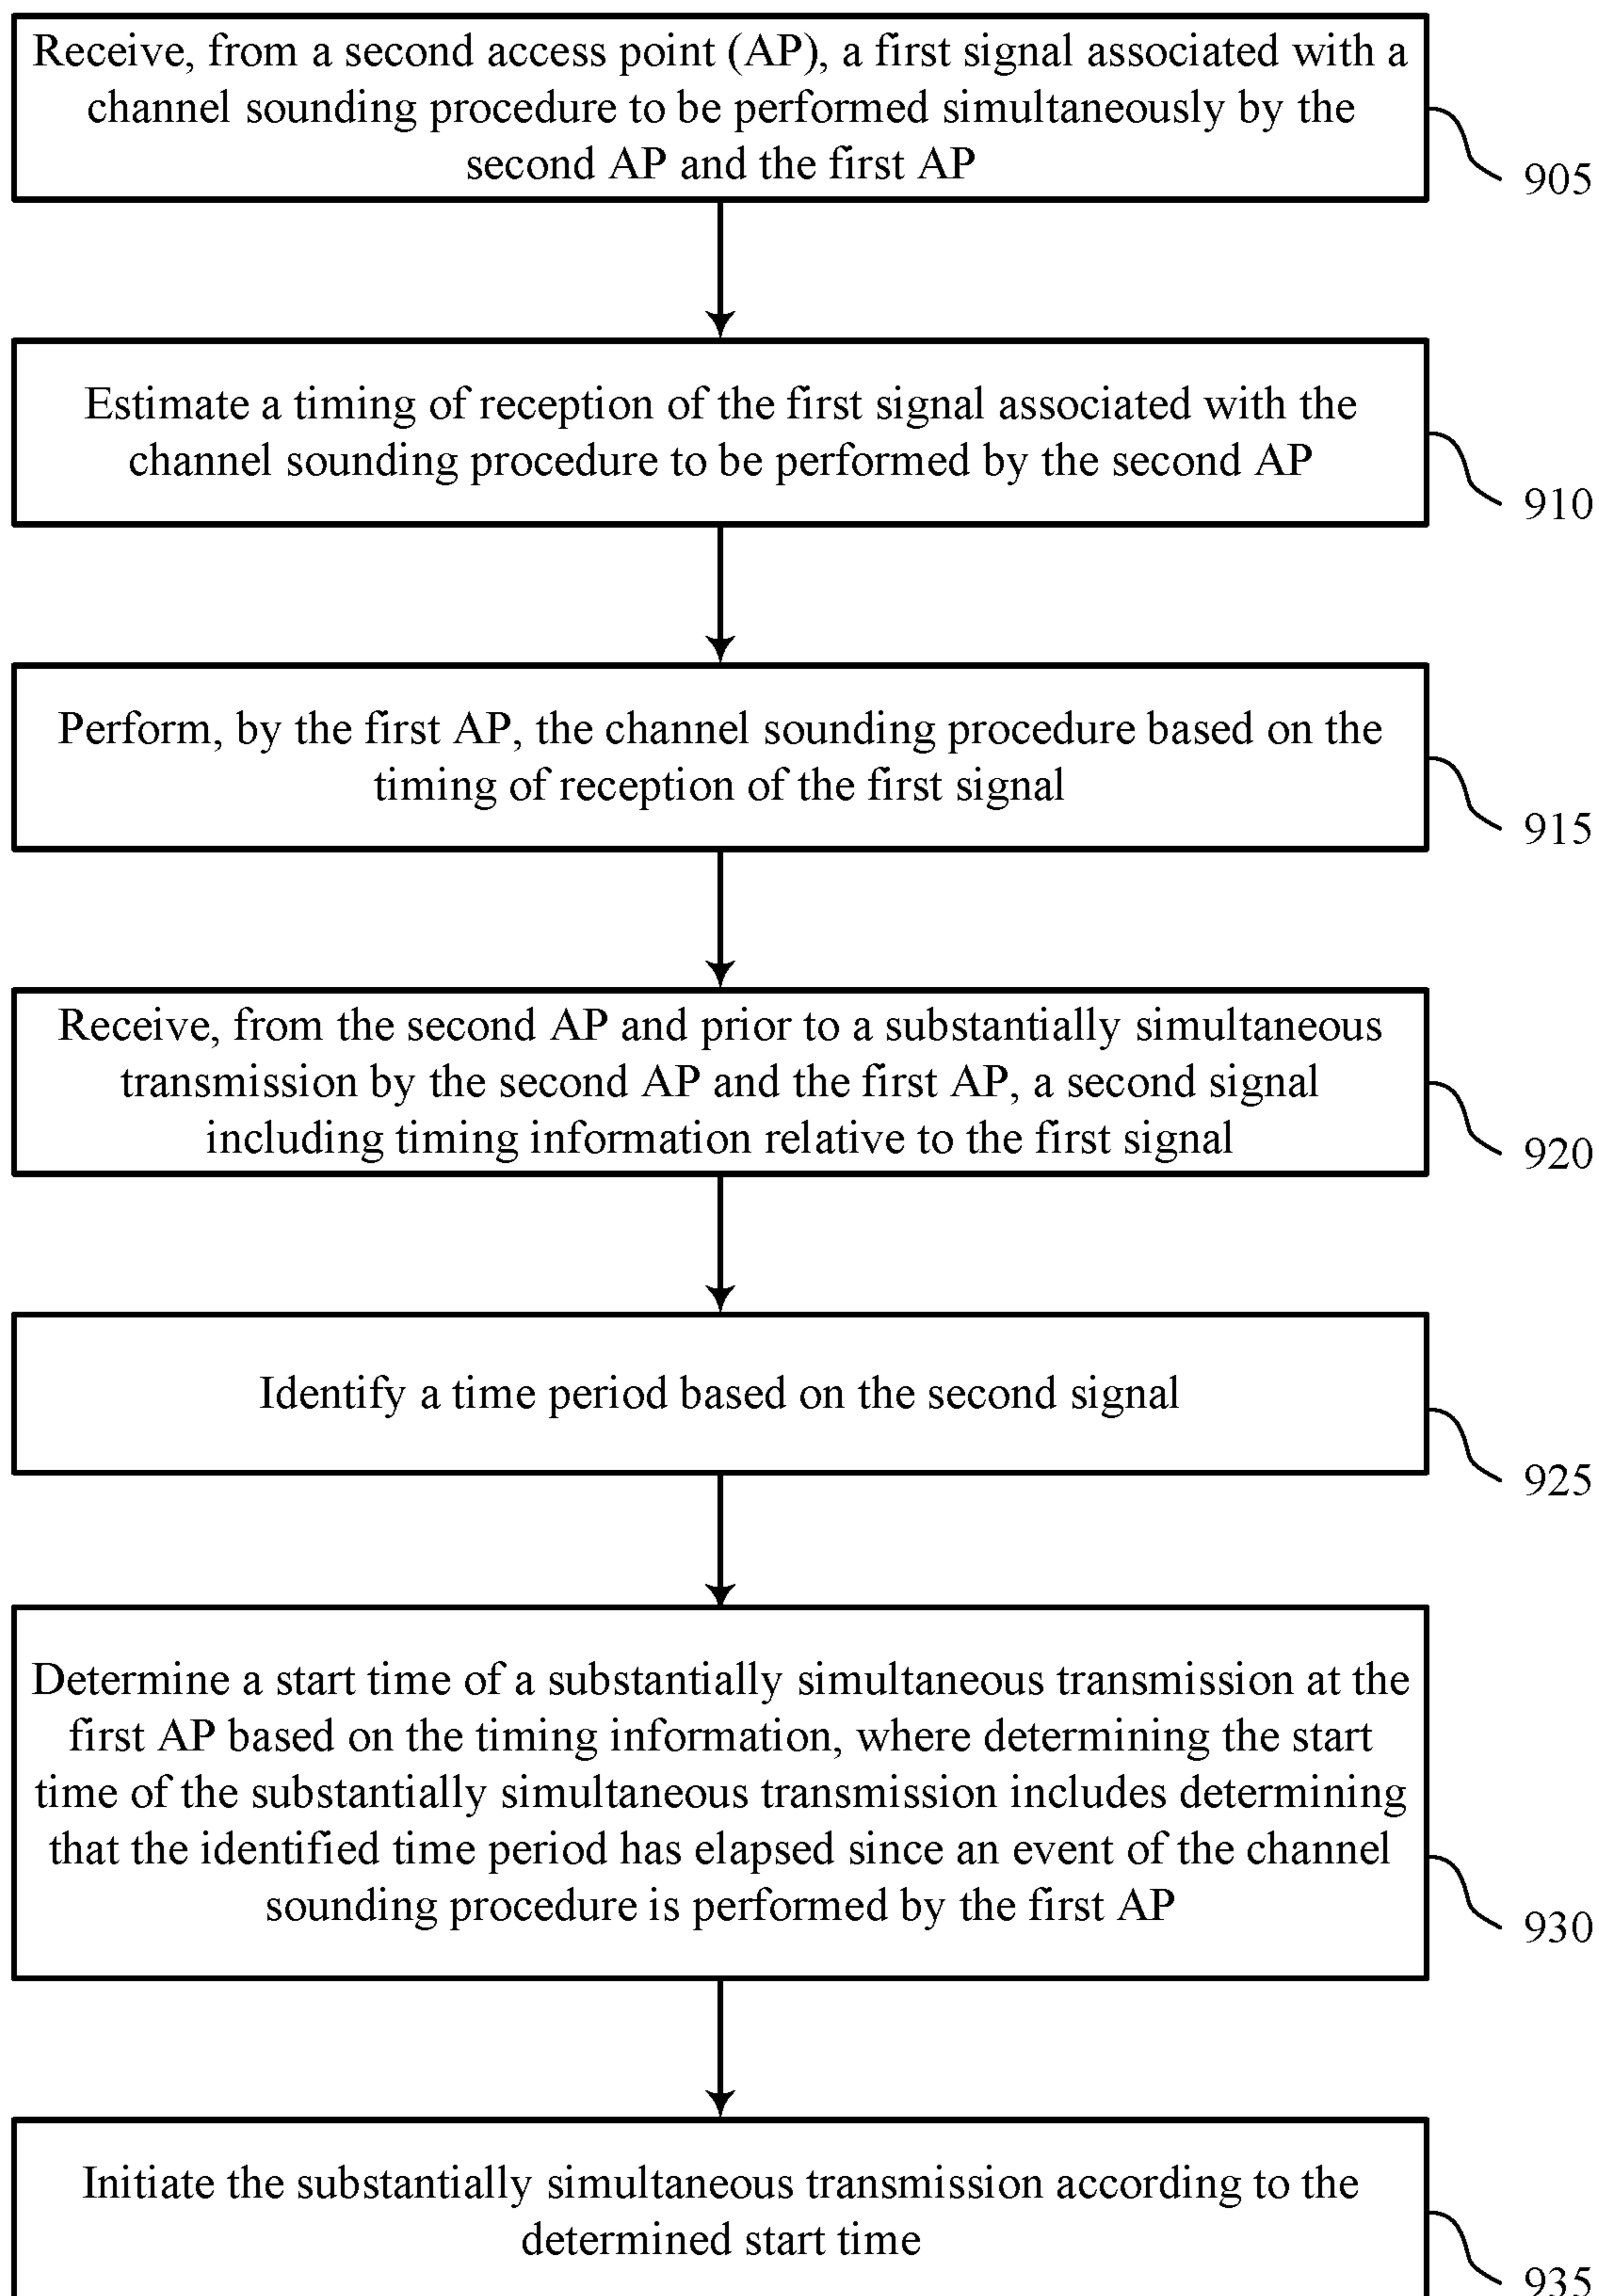 Receive, from a second access point (AP), a first signal associated with a
channel sounding procedure to be performed simultaneously by the
second AP and the first AP
905
Estimate a timing of reception of the first signal associated with the
channel sounding procedure to be performed by the second AP
910
Perform, by the first AP, the channel sounding procedure based on the
timing of reception of the first signal
915
Receive, from the second AP and prior to a substantially simultaneous
transmission by the second AP and the first AP, a second signal
including timing information relative to the first signal
920
Identify a time period based on the second signal
925
Determine a start time of a substantially simultaneous transmission at the
first AP based on the timing information, where determining the start
time of the substantially simultaneous transmission includes determining
that the identified time period has elapsed since an event of the channel
sounding procedure is performed by the first AP
930
Initiate the substantially simultaneous transmission according to the
determined start time
935